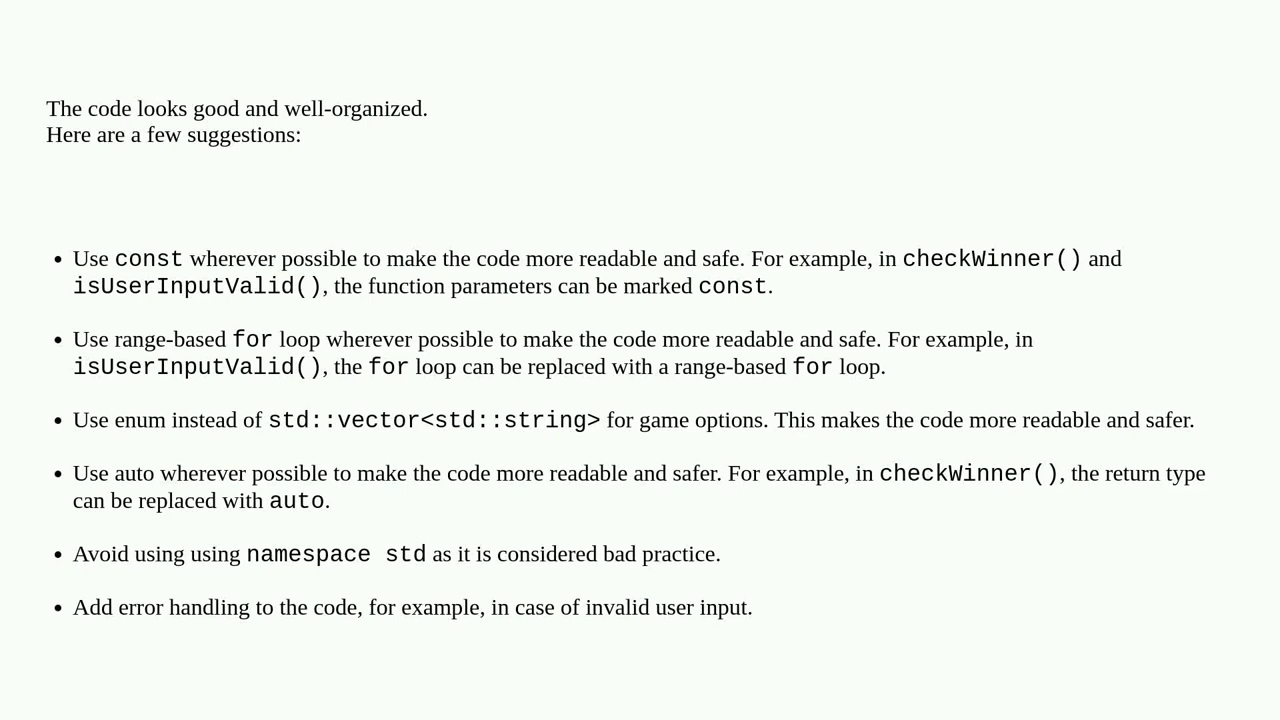 The code looks good and well-organized.
Here are a few suggestions:
• Use const wherever possible to make the code more readable and safe. For example, in checkWinner() and
isUserInputValid(), the function parameters can be marked const.
• Use range-based for loop wherever possible to make the code more readable and safe. For example, in
isUserInputValid(), the for loop can be replaced with a range-based for loop.
• Use enum instead of std::vector<std::string> for game options. This makes the code more readable and safer.
• Use auto wherever possible to make the code more readable and safer. For example, in checkWinner(), the return type
can be replaced with auto.
• Avoid using using namespace std as it is considered bad practice.
• Add error handling to the code, for example, in case of invalid user input.